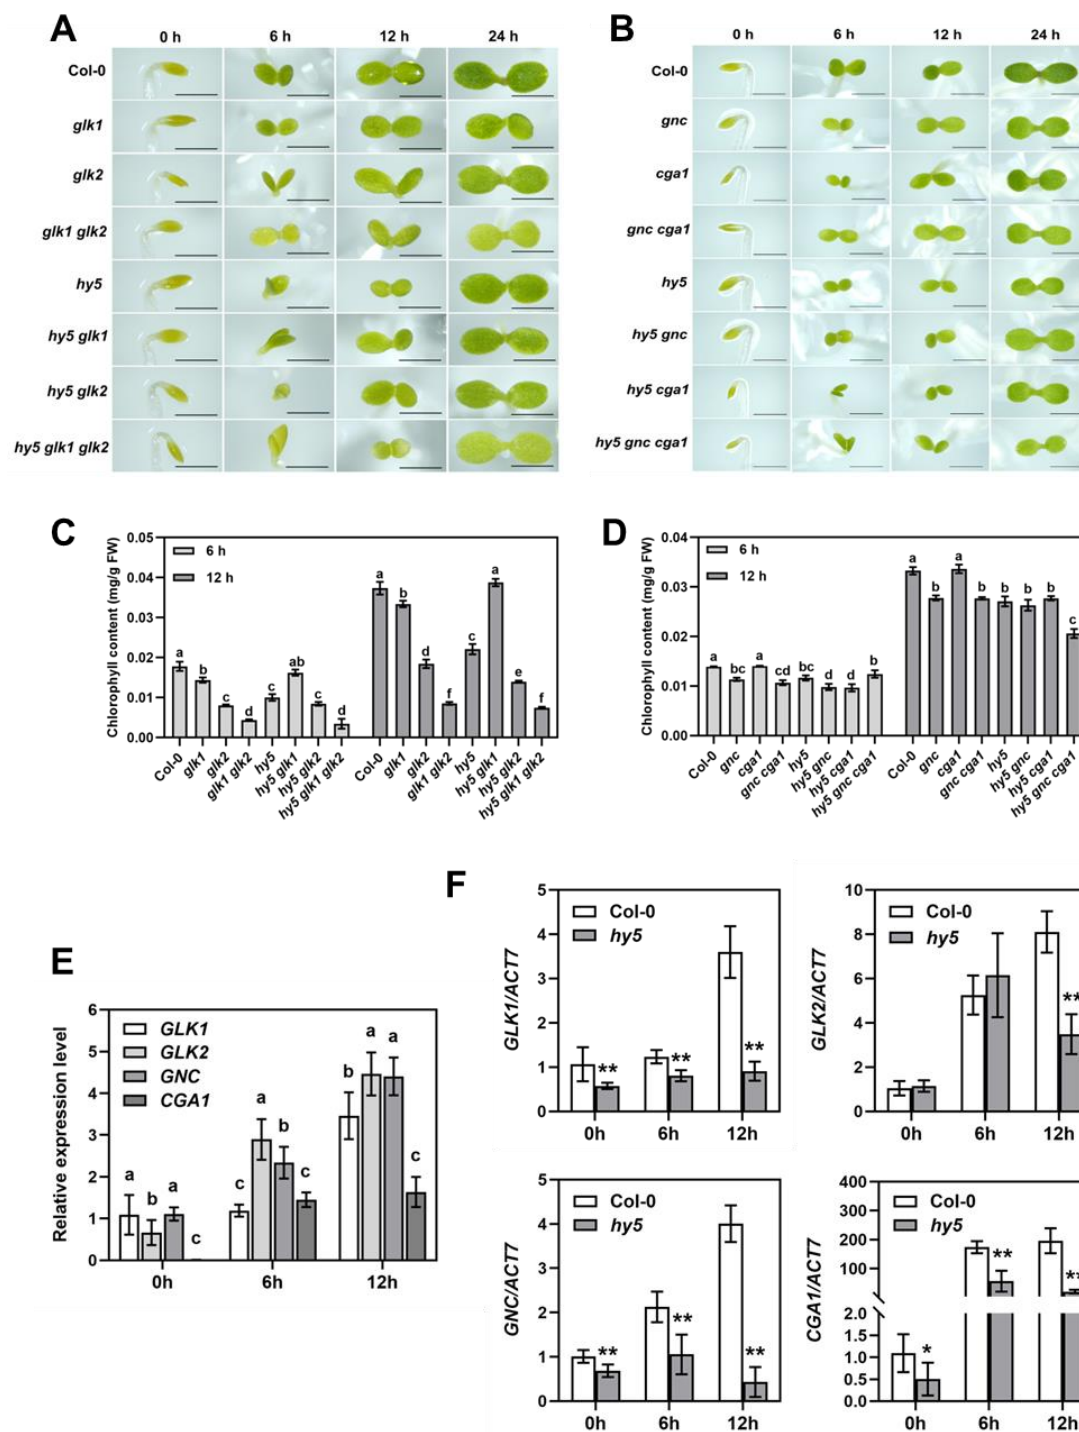 A
0 h 6 h 12 h 24 h
Col-0
glk1
glk2
glk1 glk2
hy5
hy5 glk1
hy5 glk2
hy5 glk1 glk2
B
0 h 6 h 12 h 24 h
Col-0
gnc
cga1
gnc cga1
hy5
hy5 gnc
hy5 cga1
hy5 gnc cga1
C
Chlorophyll content (mg/g FW)
0.05
0.04
0.03
0.02
0.01
0.00
6 h
12 h
a b c d c ab c d a b d f c a e f
Col-0 glk1 glk2 glk1 glk2 hy5 hy5 glk1 hy5 glk2 hy5 glk1 glk2 Col-0 glk1 glk2 glk1 glk2 hy5 hy5 glk1 hy5 glk2 hy5 glk1 glk2
D
Chlorophyll content (mg/g FW)
0.04
0.03
0.02
0.01
0.00
6 h
12 h
a bc a cd bc d d b a b a b b b b c
Col-0 gnc cga1 gnc cga1 hy5 hy5 gnc hy5 cga1 hy5 gnc cga1 Col-0 gnc cga1 gnc cga1 hy5 hy5 gnc hy5 cga1 hy5 gnc cga1
E
Relative expression level
6
5
4
3
2
1
0
GLK1
GLK2
GNC
CGA1
a b a c c a b c b a a c
0h 6h 12h
F
GLK1/ACT7
5
4
3
2
1
0
Col-0
hy5
** ** **
0h 6h 12h
GLK2/ACT7
10
8
6
4
2
0
Col-0
hy5
**
0h 6h 12h
GNC/ACT7
5
4
3
2
1
0
Col-0
hy5
** ** **
0h 6h 12h
CGA1/ACT7
400
300
200
100
2.0
1.5
1.0
0.5
0.0
Col-0
hy5
* ** **
0h 6h 12h